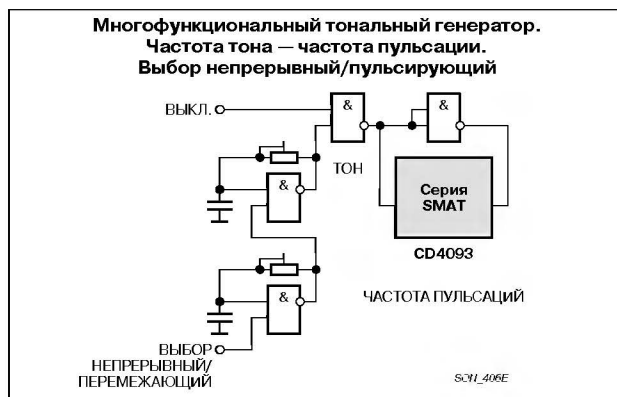 Многофункциональный тональный генератор.
Частота тона — частота пульсации.
Выбор непрерывный/пульсирующий
ВЫКЛ.
&
&
ТОН
&
Серия
SMAT
CD4093
&
ЧАСТОТА ПУЛЬСАЦИЙ
ВЫБОР
НЕПРЕРЫВНЫЙ/
ПЕРЕМЕЖАЮЩИЙ
SON_406E